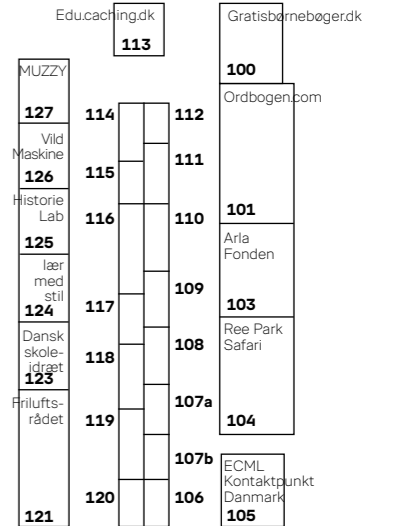 Edu.caching.dk
113
Gratisbørnebøger.dk
100
MUZZY
127
Vild
Maskine
126
Historie
Lab
125
lær
med
stil
124
Dansk
skole-
idræt
123
Frilufts-
rådet
121
114
115
116
117
118
119
120
112
111
110
109
108
107a
107b
106
Ordbogen.com
101
Arla
Fonden
103
Ree Park
Safari
104
ECML
Kontaktpunkt
Danmark
105